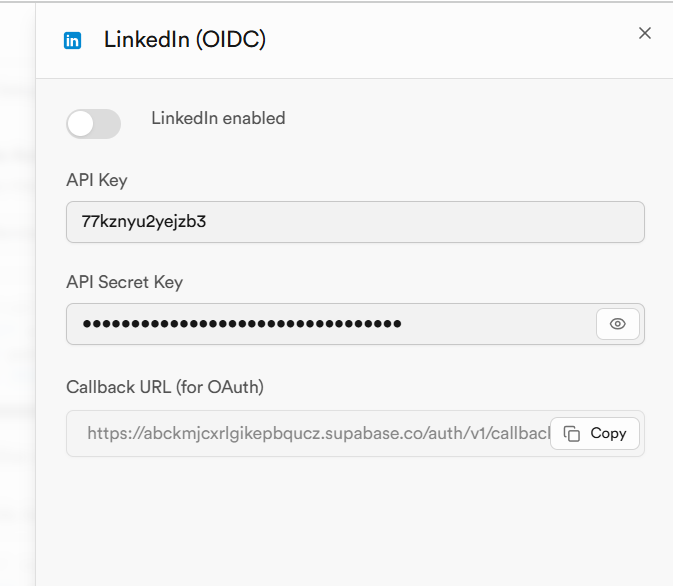 in LinkedIn (OIDC)
LinkedIn enabled
API Key
77kznyu2yejzb3
API Secret Key
•••••••••••••••••••••••••••••••••
Callback URL (for OAuth)
https://abckmjcxrlgikepbqucz.supabase.co/auth/v1/callbac Copy